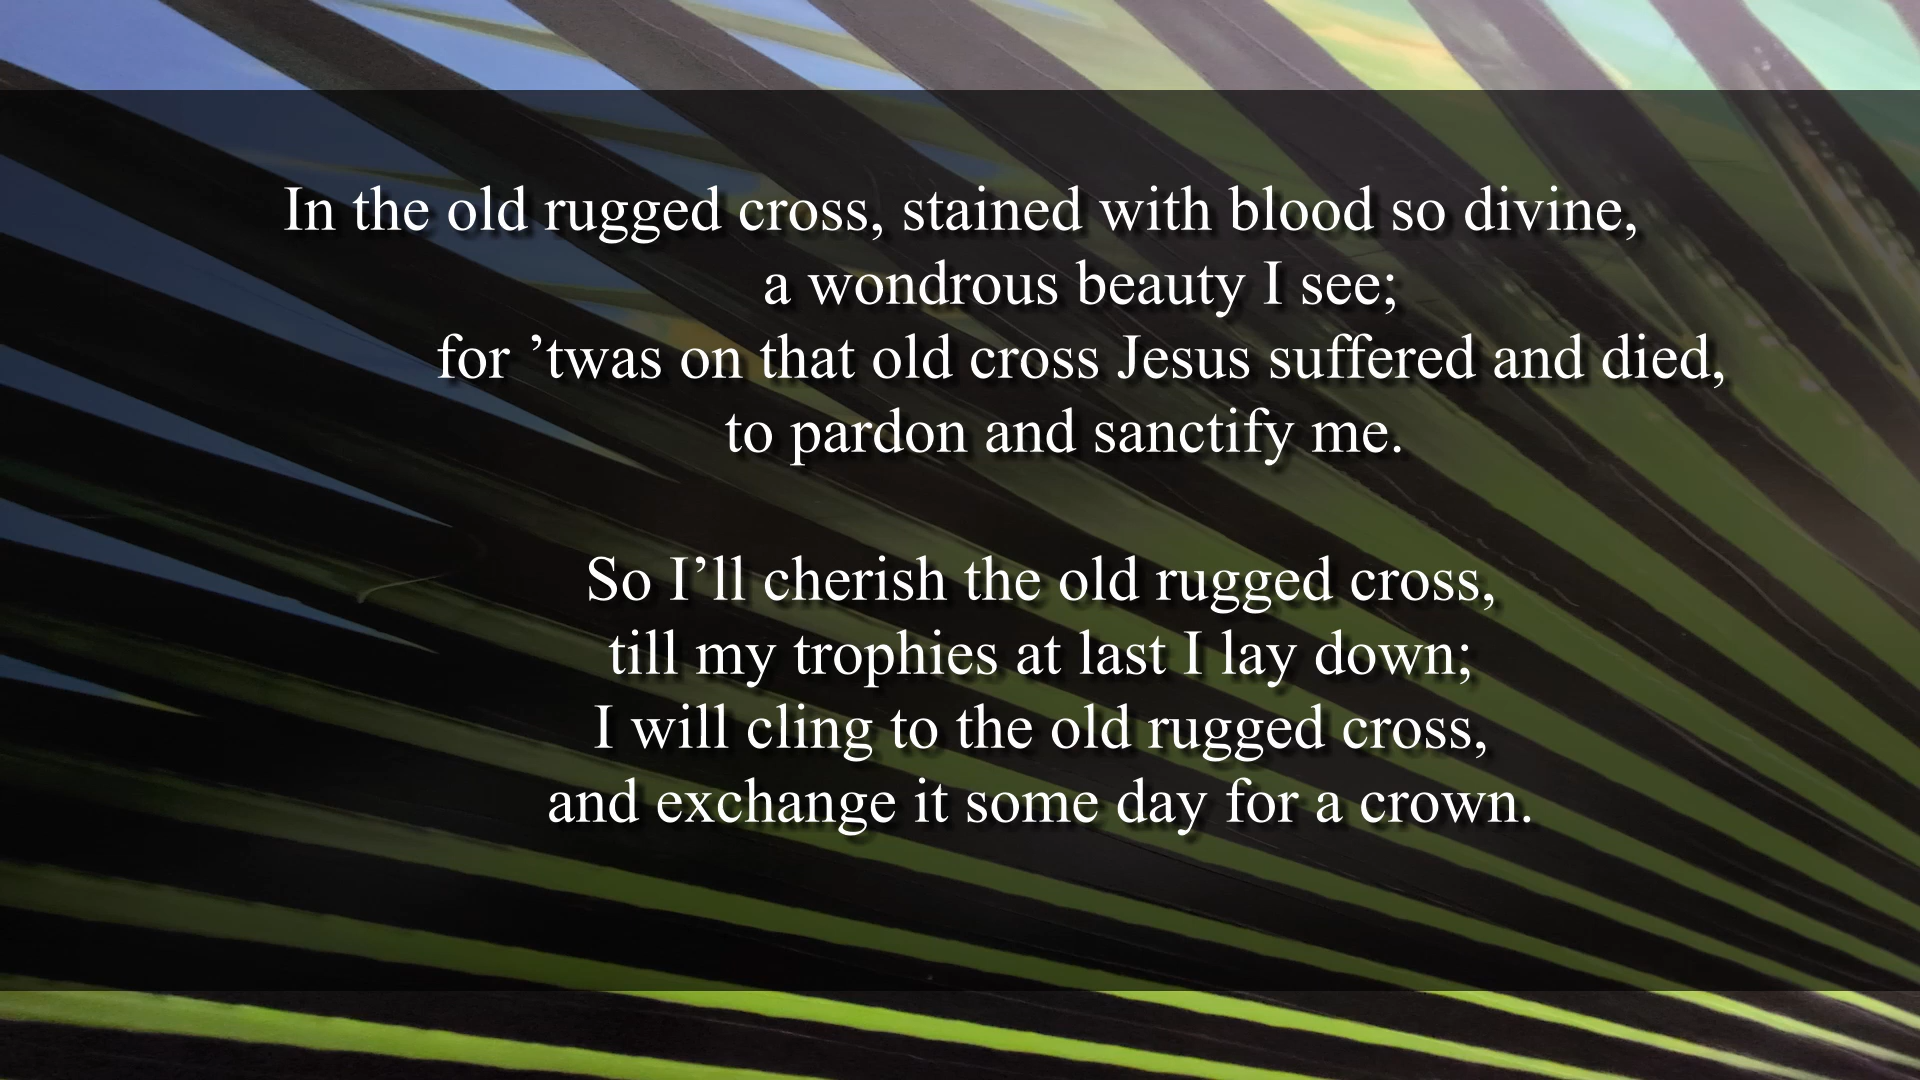 In the old rugged cross, stained with blood so divine,
a wondrous beauty I see;
for ’twas on that old cross Jesus suffered and died,
to pardon and sanctify me.

So I’ll cherish the old rugged cross,
till my trophies at last I lay down;
I will cling to the old rugged cross,
and exchange it some day for a crown.